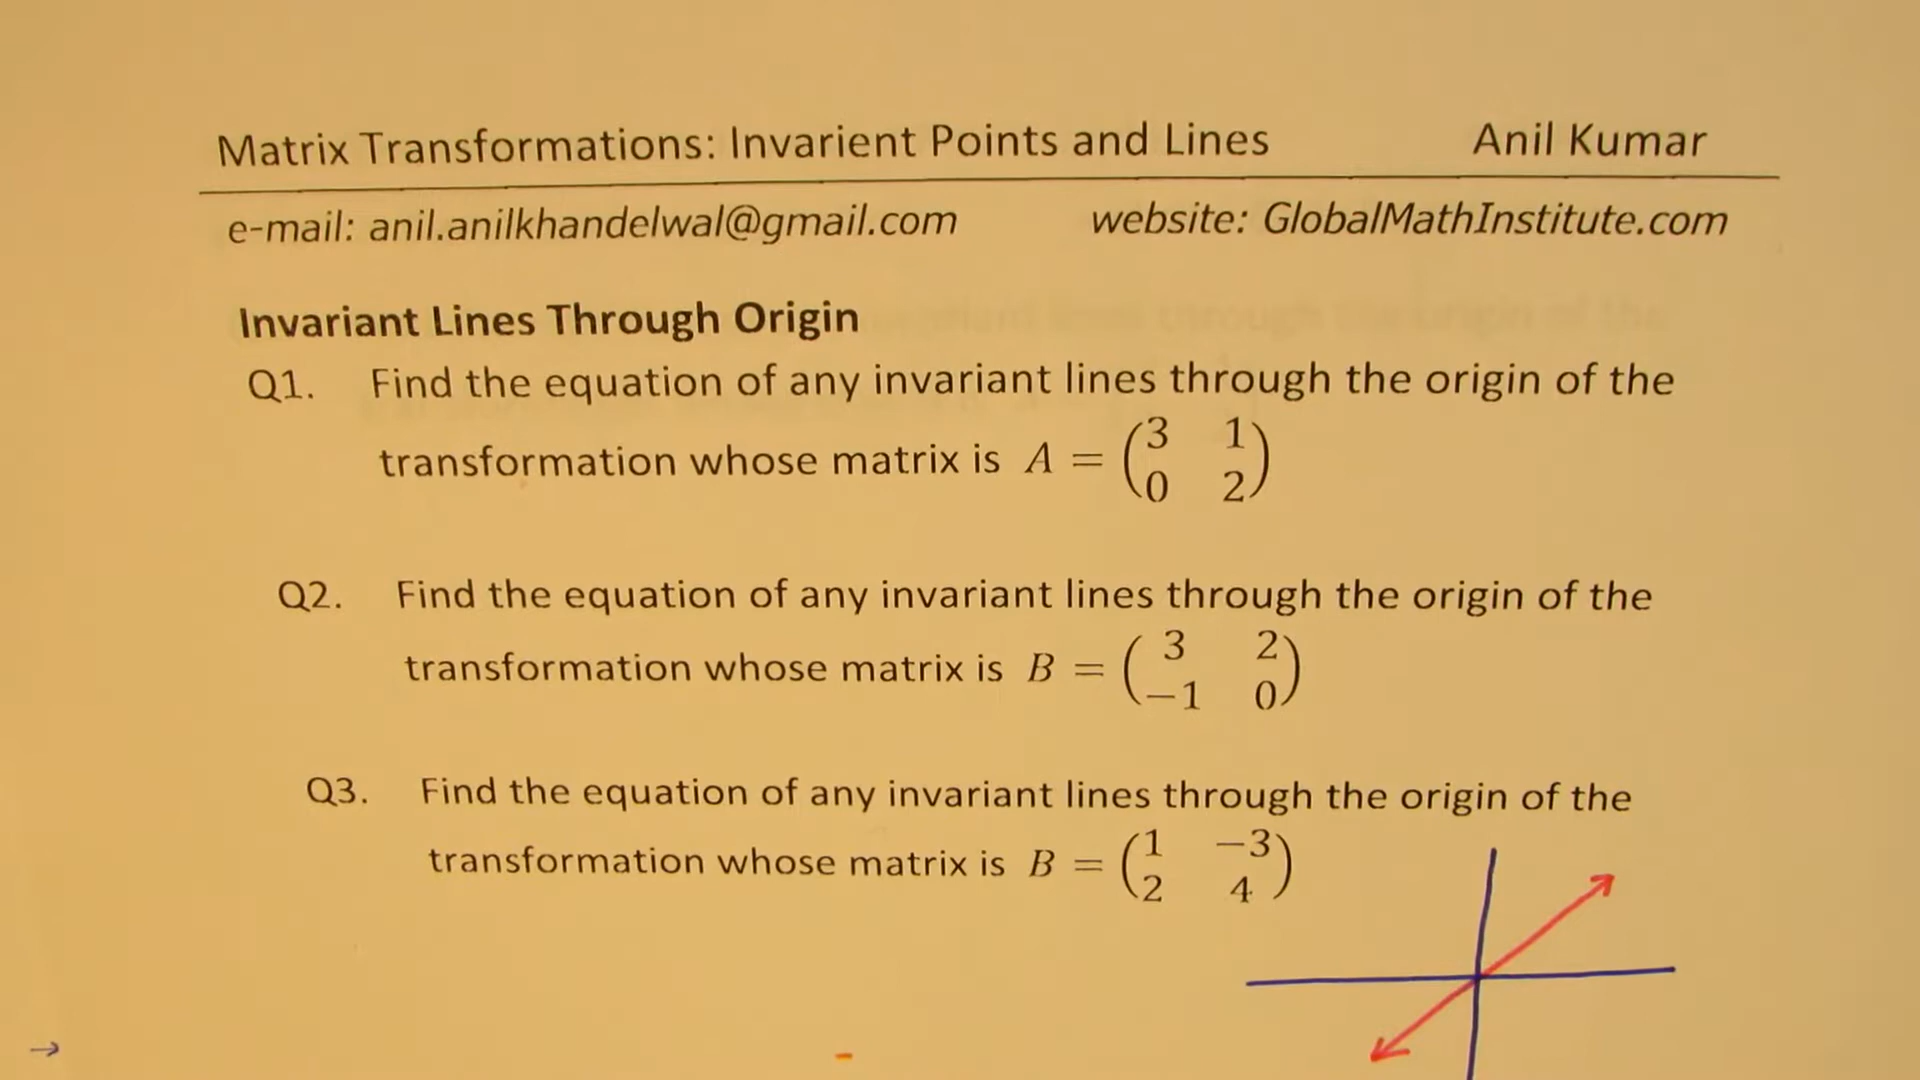 Matrix Transformations: Invarient Points and Lines Anil Kumar
e-mail: anil.anilkhandelwal@gmail.com website: GlobalMathInstitute.com
Invariant Lines Through Origin
Q1. Find the equation of any invariant lines through the origin of the
transformation whose matrix is A = (3 1
0 2)
Q2. Find the equation of any invariant lines through the origin of the
transformation whose matrix is B = (3 2
−1 0)
Q3. Find the equation of any invariant lines through the origin of the
transformation whose matrix is B = (1 −3
2 4)